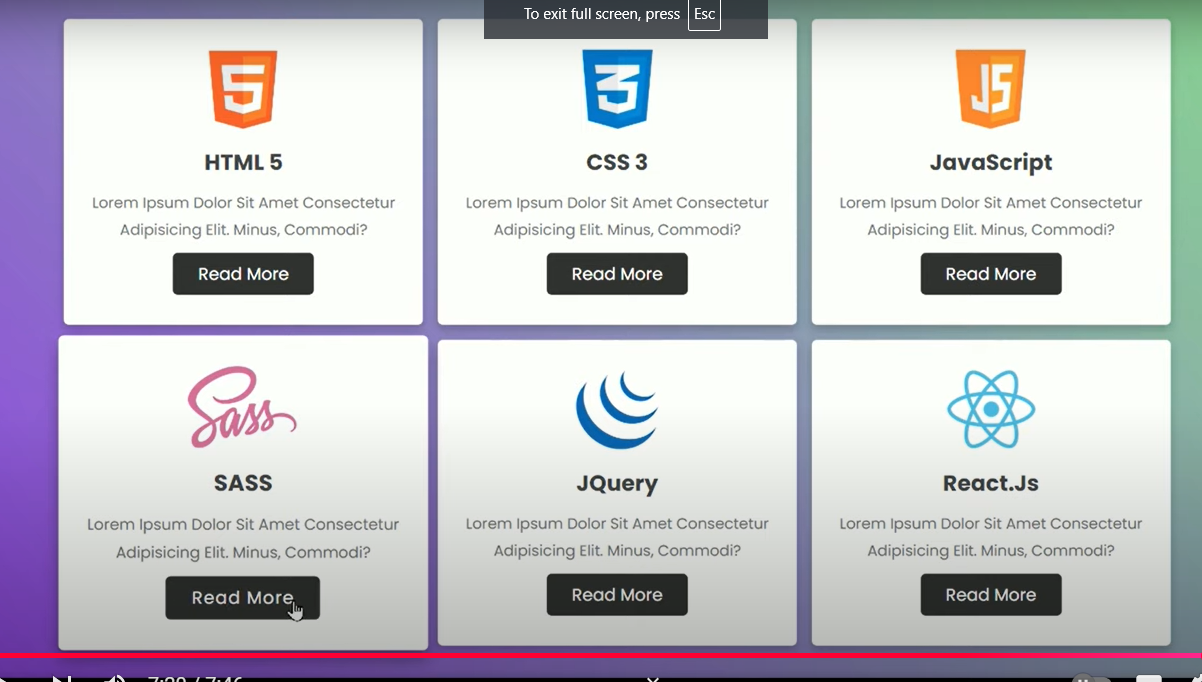 To exit full screen, press Esc
5
3
JS
HTML 5
CSS 3
JavaScript
Lorem Ipsum Dolor Sit Amet Consectetur
Adipisicing Elit. Minus, Commodi?
Lorem Ipsum Dolor Sit Amet Consectetur
Adipisicing Elit. Minus, Commodi?
Lorem Ipsum Dolor Sit Amet Consectetur
Adipisicing Elit. Minus, Commodi?
Read More
Read More
Read More
Sass
SASS
JQuery
React.Js
Lorem Ipsum Dolor Sit Amet Consectetur
Adipisicing Elit. Minus, Commodi?
Lorem Ipsum Dolor Sit Amet Consectetur
Adipisicing Elit. Minus, Commodi?
Lorem Ipsum Dolor Sit Amet Consectetur
Adipisicing Elit. Minus, Commodi?
Read More
Read More
Read More